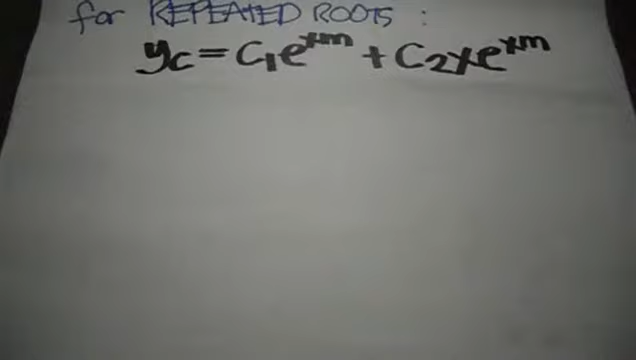 for REPEATED ROOTS :
yc = c₁e^xm + c₂xe^xm